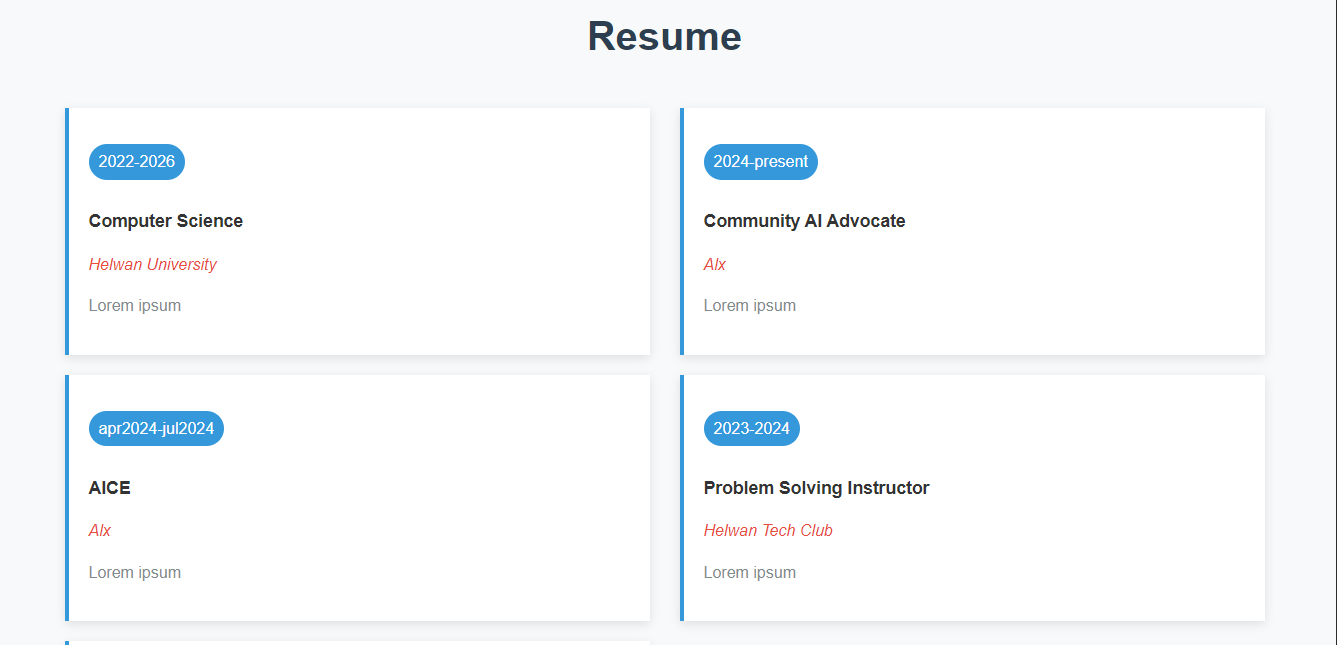 Resume
2022-2026
Computer Science
Helwan University
Lorem ipsum
2024-present
Community AI Advocate
Alx
Lorem ipsum
apr2024-jul2024
AICE
Alx
Lorem ipsum
2023-2024
Problem Solving Instructor
Helwan Tech Club
Lorem ipsum